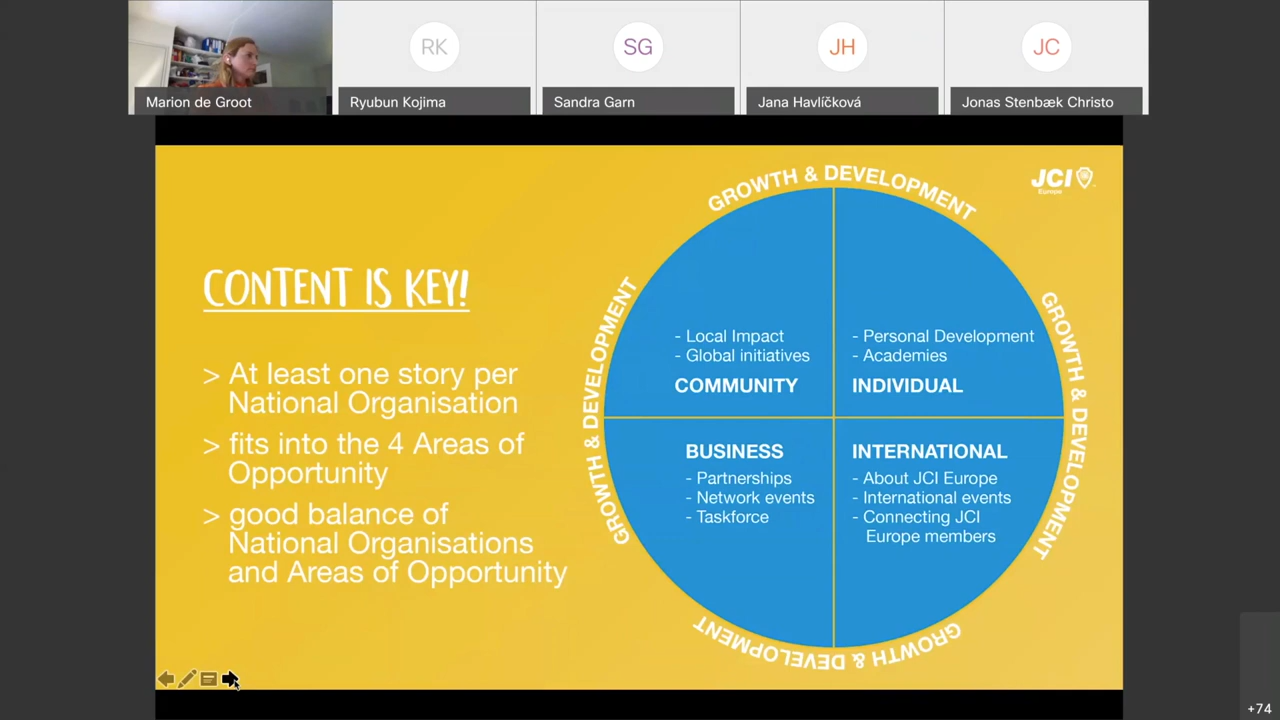 RK
SG
JH
JC
Marion de Groot
Ryubun Kojima
Sandra Garn
Jana Havlíčková
Jonas Stenbæk Christo
JCI
Europe
CONTENT IS KEY!
> At least one story per
National Organisation
> fits into the 4 Areas of
Opportunity
> good balance of
National Organisations
and Areas of Opportunity
GROWTH & DEVELOPMENT
GROWTH & DEVELOPMENT
GROWTH & DEVELOPMENT
GROWTH & DEVELOPMENT
- Local Impact
- Global initiatives
COMMUNITY
- Personal Development
- Academies
INDIVIDUAL
BUSINESS
- Partnerships
- Network events
- Taskforce
INTERNATIONAL
- About JCI Europe
- International events
- Connecting JCI
Europe members
+74